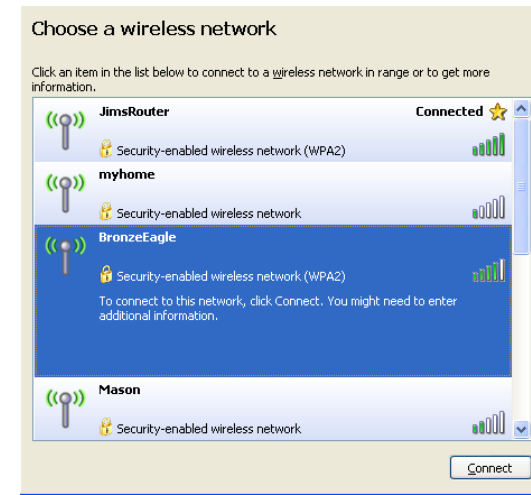 Choose a wireless network
Click an item in the list below to connect to a wireless network in range or to get more
information.
JimsRouter Connected
Security-enabled wireless network (WPA2)
myhome
Security-enabled wireless network
BronzeEagle
Security-enabled wireless network (WPA2)
To connect to this network, click Connect. You might need to enter
additional information.
Mason
Security-enabled wireless network
Connect